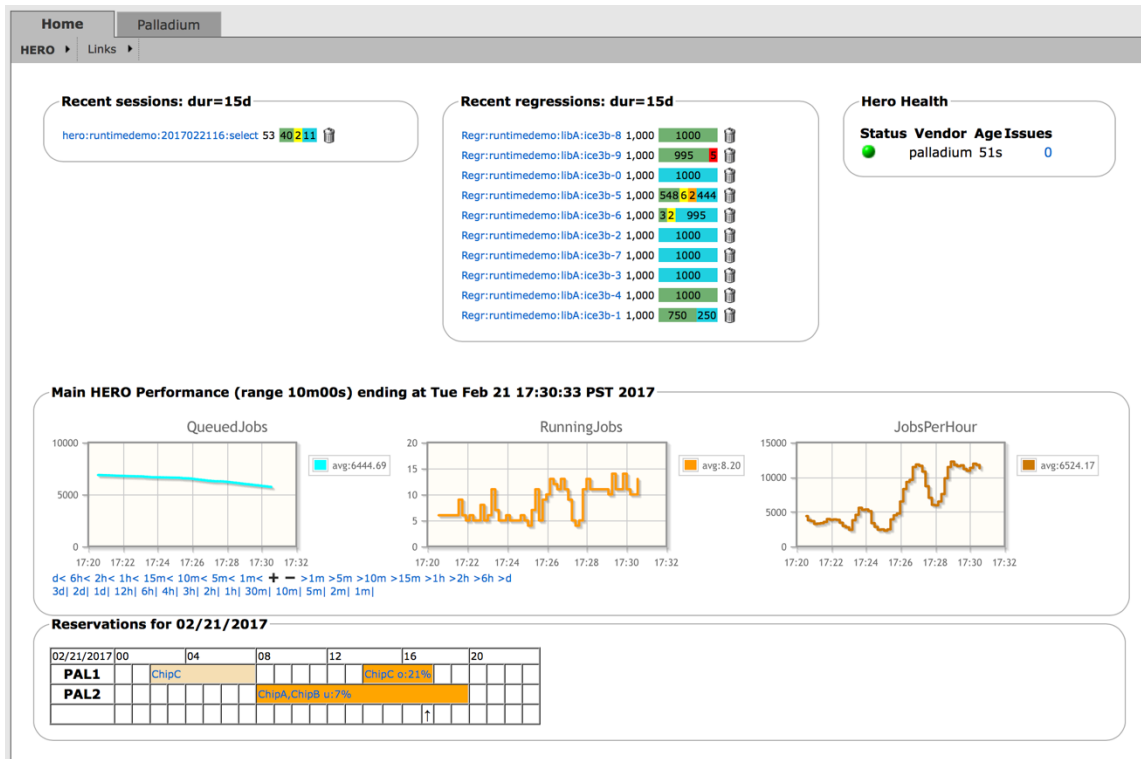 Home Palladium
HERO Links
Recent sessions: dur=15d
hero:runtimedemo:2017022116:select 53 40 2 11
Recent regressions: dur=15d
Regr:runtimedemo:libA:ice3b-8 1,000 1000
Regr:runtimedemo:libA:ice3b-9 1,000 995 5
Regr:runtimedemo:libA:ice3b-0 1,000 1000
Regr:runtimedemo:libA:ice3b-5 1,000 548 6 2 444
Regr:runtimedemo:libA:ice3b-6 1,000 3 2 995
Regr:runtimedemo:libA:ice3b-2 1,000 1000
Regr:runtimedemo:libA:ice3b-7 1,000 1000
Regr:runtimedemo:libA:ice3b-3 1,000 1000
Regr:runtimedemo:libA:ice3b-4 1,000 1000
Regr:runtimedemo:libA:ice3b-1 1,000 750 250
Hero Health
Status Vendor Age Issues
palladium 51s 0
Main HERO Performance (range 10m00s) ending at Tue Feb 21 17:30:33 PST 2017
QueuedJobs
10000
5000
0
17:20 17:22 17:24 17:26 17:28 17:30 17:32
avg:6444.69
RunningJobs
20
15
10
5
0
17:20 17:22 17:24 17:26 17:28 17:30 17:32
avg:8.20
JobsPerHour
15000
10000
5000
0
17:20 17:22 17:24 17:26 17:28 17:30 17:32
avg:6524.17
d< 6h< 2h< 1h< 15m< 10m< 5m< 1m< + − >1m >5m >10m >15m >1h >2h >6h >d
3d| 2d| 1d| 12h| 6h| 4h| 3h| 2h| 1h| 30m| 10m| 5m| 2m| 1m|
Reservations for 02/21/2017
02/21/2017 00 04 08 12 16 20
PAL1 ChipC ChipC o:21%
PAL2 ChipA,ChipB u:7%
↑